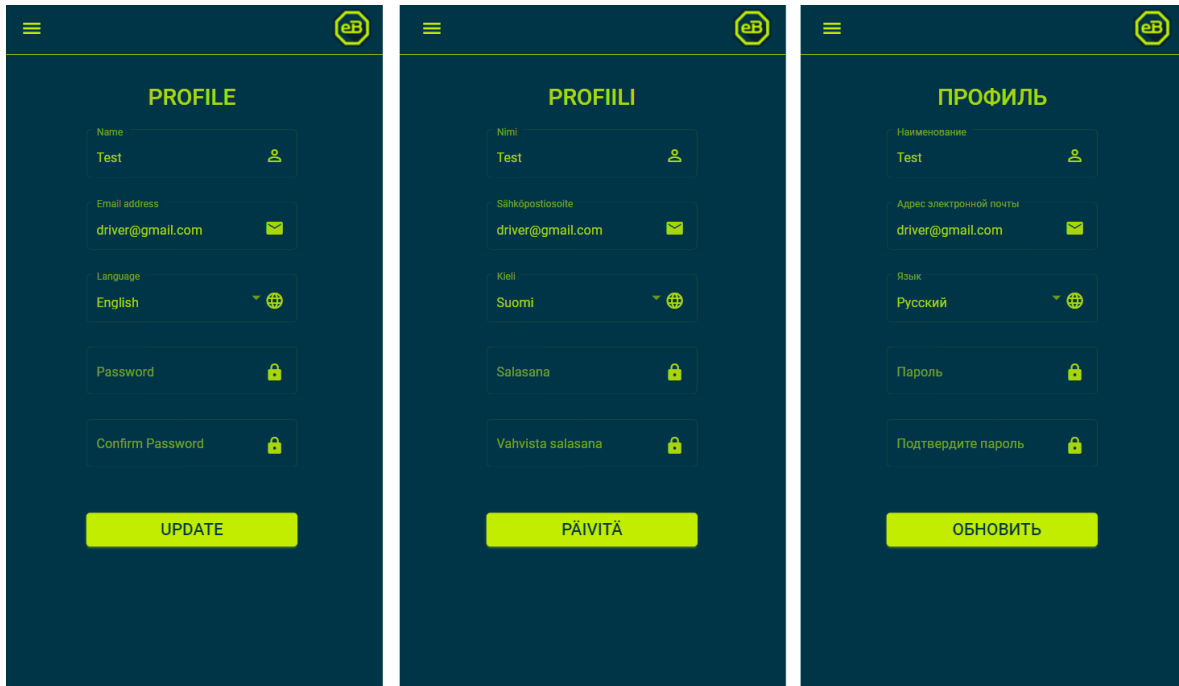 eB
PROFILE
Name
Test
Email address
driver@gmail.com
Language
English
Password
Confirm Password
UPDATE
eB
PROFIILI
Nimi
Test
Sähköpostiosoite
driver@gmail.com
Kieli
Suomi
Salasana
Vahvista salasana
PÄIVITÄ
eB
ПРОФИЛЬ
Наименование
Test
Адрес электронной почты
driver@gmail.com
Язык
Русский
Пароль
Подтвердите пароль
ОБНОВИТЬ